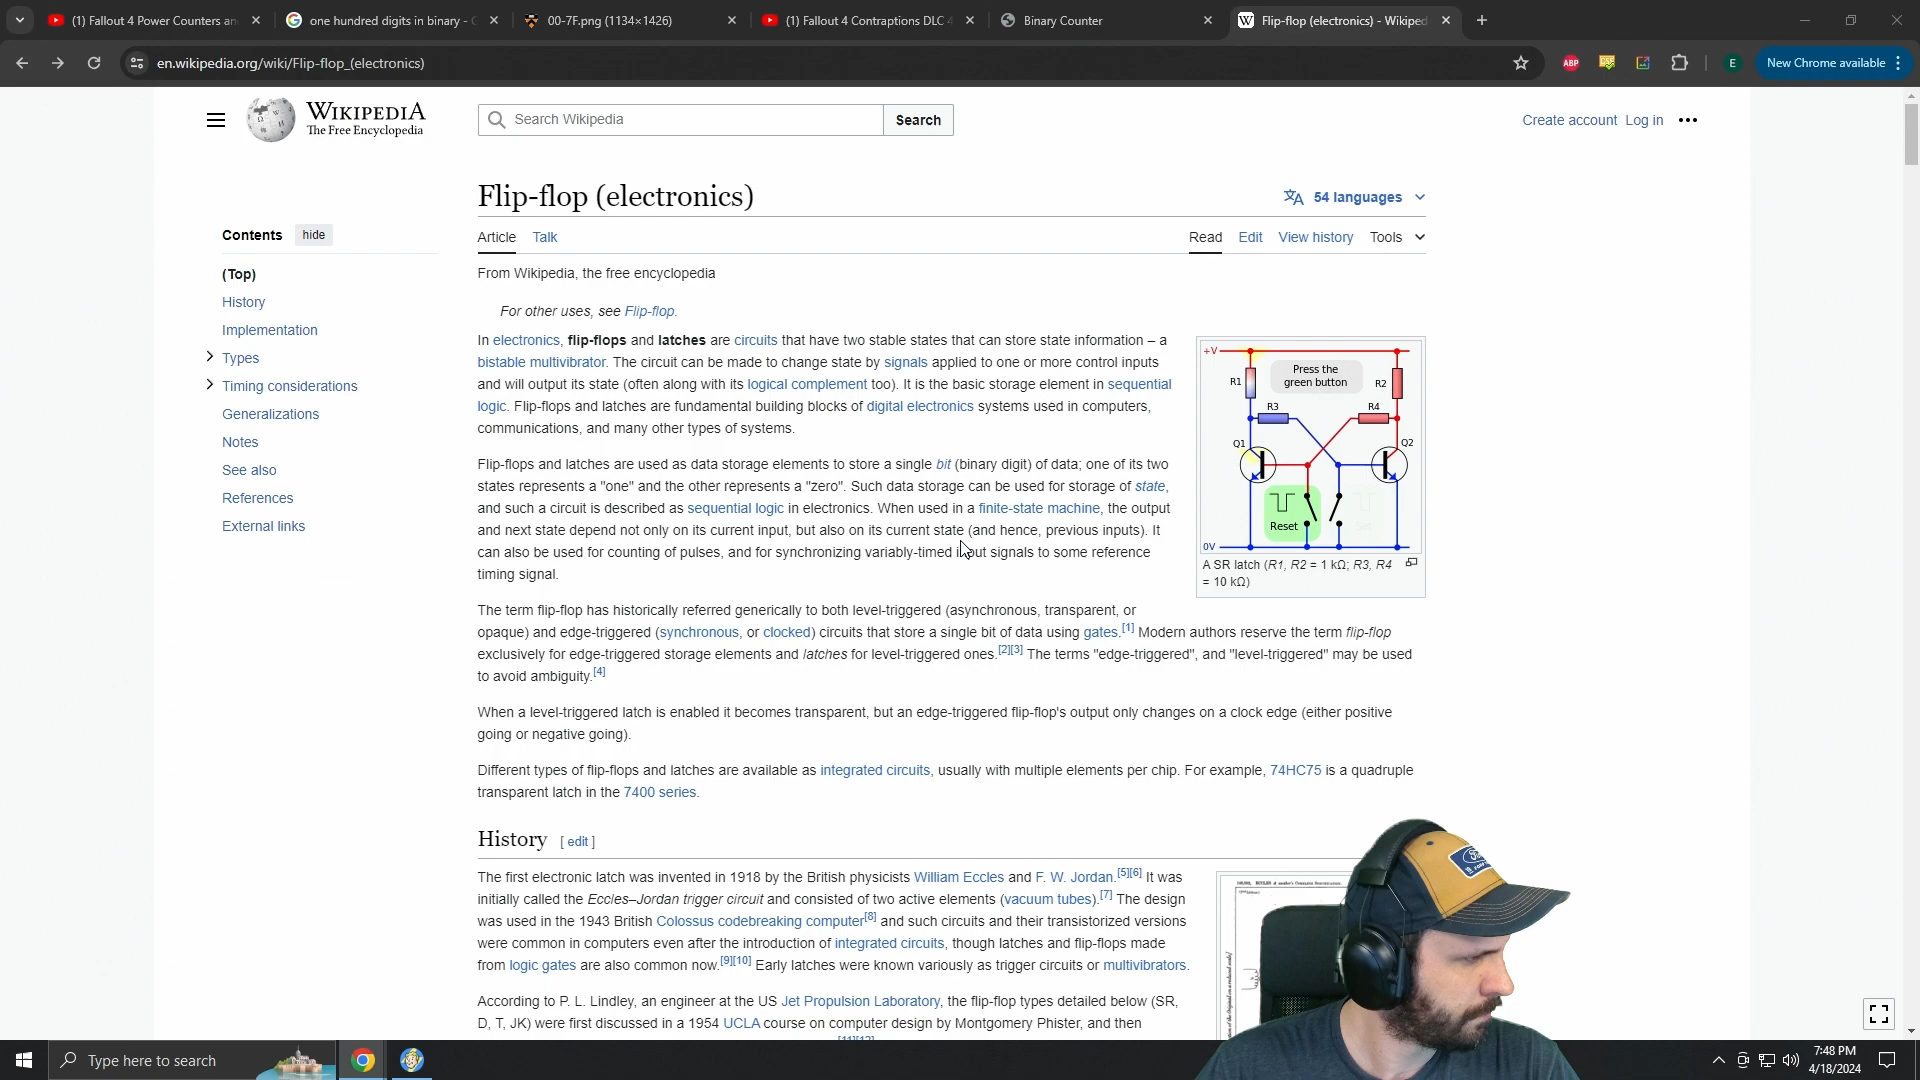 (1) Fallout 4 Power Counters an
one hundred digits in binary -
00-7F.png (1134×1426)
(1) Fallout 4 Contraptions DLC 4
Binary Counter
Flip-flop (electronics) - Wikiped
en.wikipedia.org/wiki/Flip-flop_(electronics)
ABP
E
New Chrome available
WIKIPEDIA
The Free Encyclopedia
Search Wikipedia
Search
Create account Log in
Flip-flop (electronics)
54 languages
Contents hide
Article Talk
Read Edit View history Tools
(Top)
History
Implementation
Types
Timing considerations
Generalizations
Notes
See also
References
External links
From Wikipedia, the free encyclopedia
For other uses, see Flip-flop.
In electronics, flip-flops and latches are circuits that have two stable states that can store state information – a
bistable multivibrator. The circuit can be made to change state by signals applied to one or more control inputs
and will output its state (often along with its logical complement too). It is the basic storage element in sequential
logic. Flip-flops and latches are fundamental building blocks of digital electronics systems used in computers,
communications, and many other types of systems.
Flip-flops and latches are used as data storage elements to store a single bit (binary digit) of data; one of its two
states represents a "one" and the other represents a "zero". Such data storage can be used for storage of state,
and such a circuit is described as sequential logic in electronics. When used in a finite-state machine, the output
and next state depend not only on its current input, but also on its current state (and hence, previous inputs). It
can also be used for counting of pulses, and for synchronizing variably-timed input signals to some reference
timing signal.
+V
Press the
green button
R1
R2
R3
R4
Q1
Q2
Reset
0V
A SR latch (R1, R2 = 1 kΩ; R3, R4
= 10 kΩ)
The term flip-flop has historically referred generically to both level-triggered (asynchronous, transparent, or
opaque) and edge-triggered (synchronous, or clocked) circuits that store a single bit of data using gates.[1] Modern authors reserve the term flip-flop
exclusively for edge-triggered storage elements and latches for level-triggered ones.[2][3] The terms "edge-triggered", and "level-triggered" may be used
to avoid ambiguity.[4]
When a level-triggered latch is enabled it becomes transparent, but an edge-triggered flip-flop's output only changes on a clock edge (either positive
going or negative going).
Different types of flip-flops and latches are available as integrated circuits, usually with multiple elements per chip. For example, 74HC75 is a quadruple
transparent latch in the 7400 series.
History [ edit ]
The first electronic latch was invented in 1918 by the British physicists William Eccles and F. W. Jordan.[5][6] It was
initially called the Eccles–Jordan trigger circuit and consisted of two active elements (vacuum tubes).[7] The design
was used in the 1943 British Colossus codebreaking computer[8] and such circuits and their transistorized versions
were common in computers even after the introduction of integrated circuits, though latches and flip-flops made
from logic gates are also common now.[9][10] Early latches were known variously as trigger circuits or multivibrators.
According to P. L. Lindley, an engineer at the US Jet Propulsion Laboratory, the flip-flop types detailed below (SR,
D, T, JK) were first discussed in a 1954 UCLA course on computer design by Montgomery Phister, and then
Type here to search
7:48 PM
4/18/2024